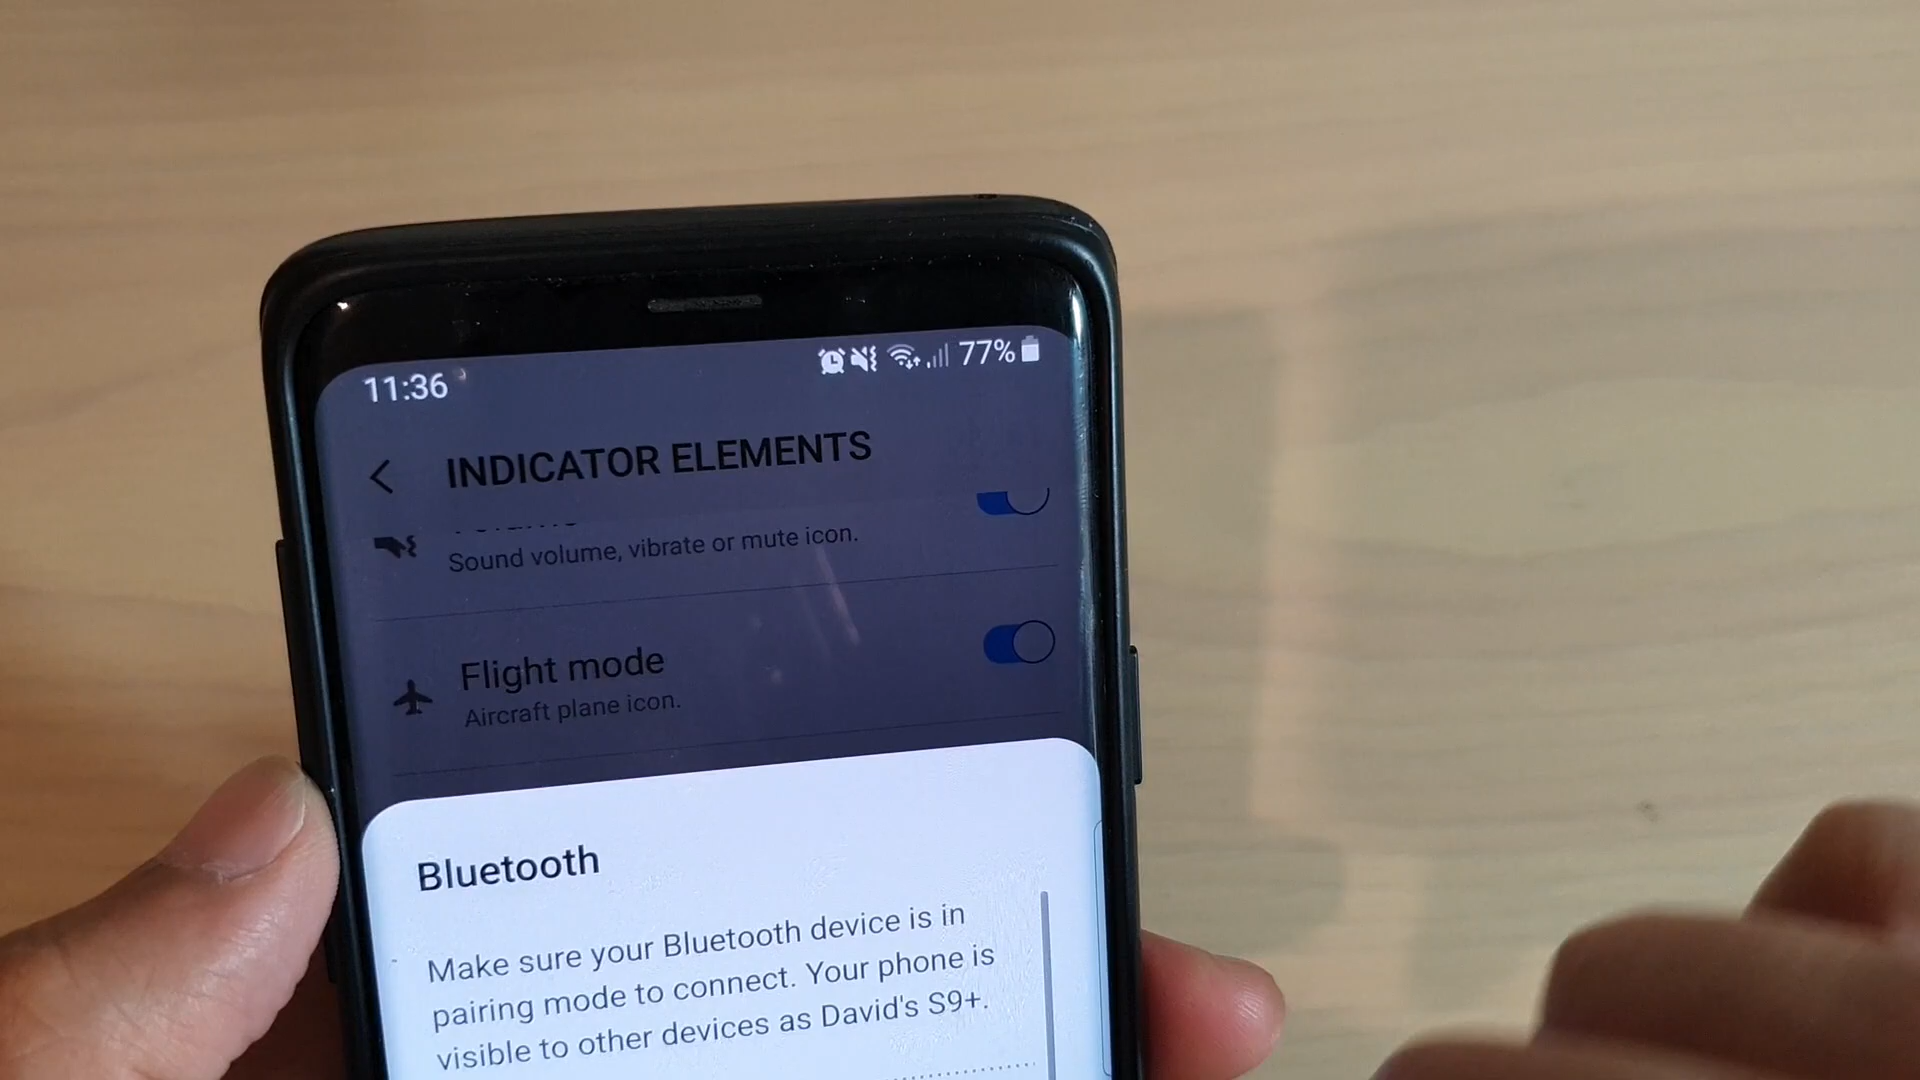 11:36 77%
INDICATOR ELEMENTS
Sound volume, vibrate or mute icon.
Flight mode
Aircraft plane icon.
Bluetooth
Make sure your Bluetooth device is in
pairing mode to connect. Your phone is
visible to other devices as David's S9+.